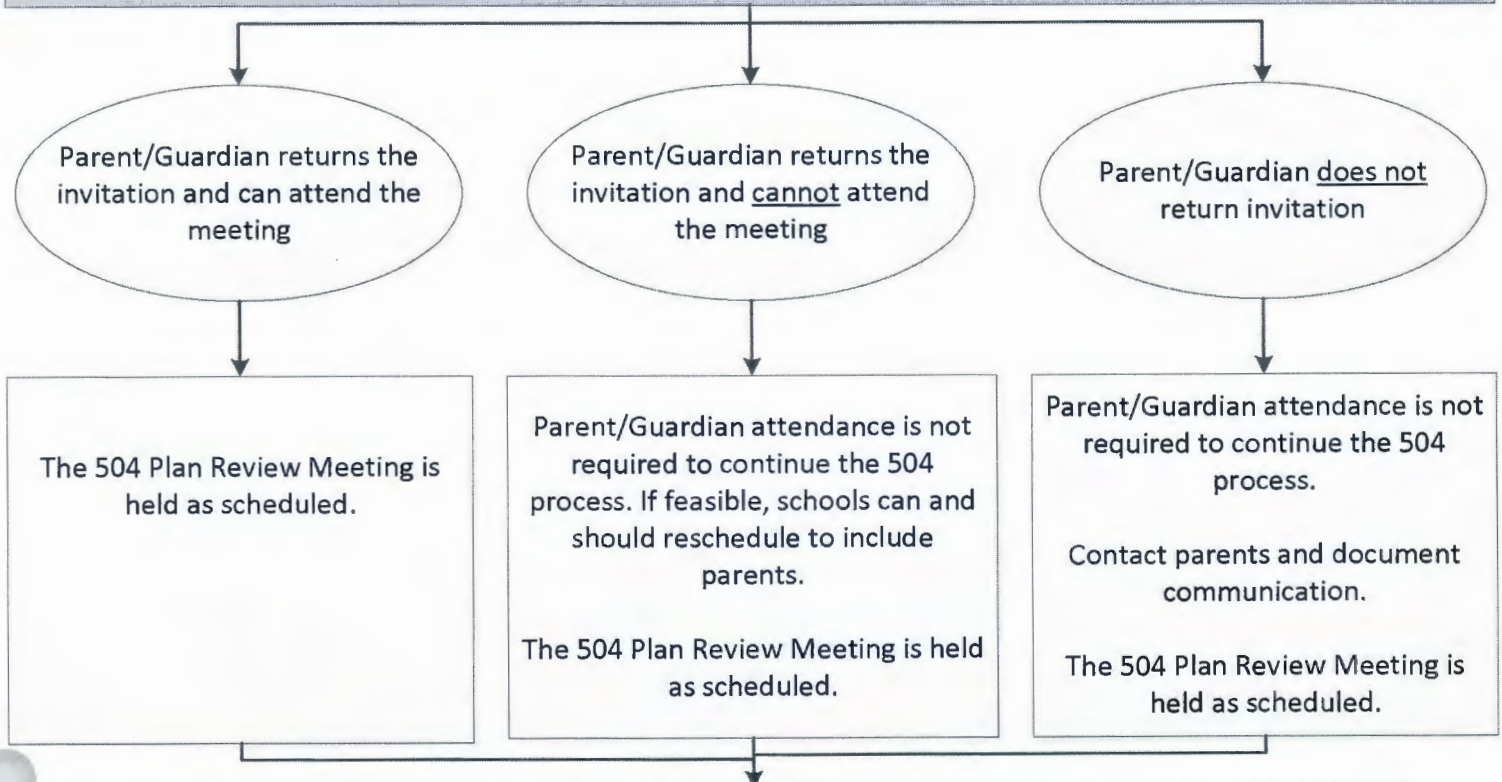 Parent/Guardian returns the
invitation and can attend the
meeting
Parent/Guardian returns the
invitation and cannot attend
the meeting
Parent/Guardian does not
return invitation
The 504 Plan Review Meeting is
held as scheduled.
Parent/Guardian attendance is not
required to continue the 504
process. If feasible, schools can and
should reschedule to include
parents.
The 504 Plan Review Meeting is held
as scheduled.
Parent/Guardian attendance is not
required to continue the 504
process.
Contact parents and document
communication.
The 504 Plan Review Meeting is
held as scheduled.